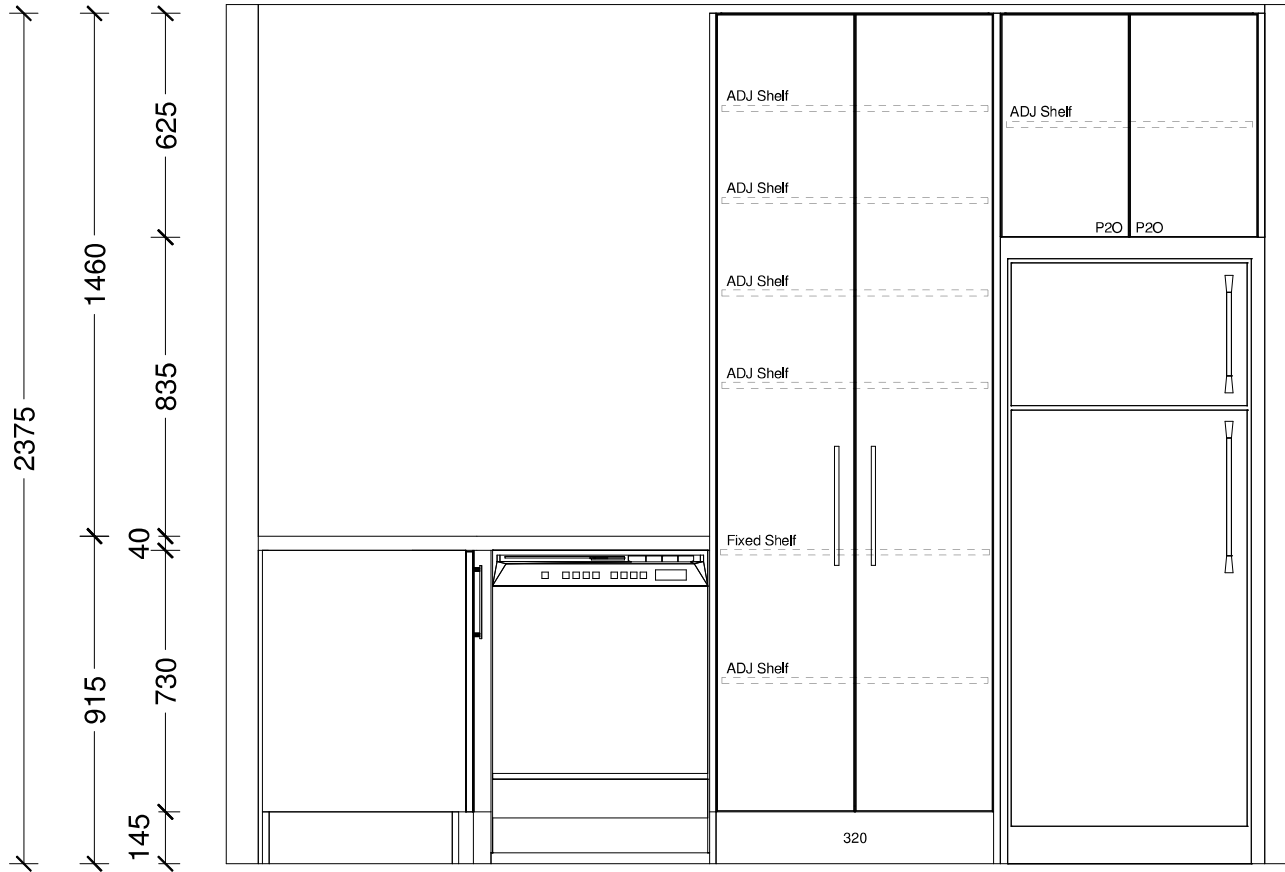 ADJ Shelf
ADJ Shelf
625
ADJ Shelf
P2O P2O
1460
ADJ Shelf
835
ADJ Shelf
2375
40
Fixed Shelf
730
ADJ Shelf
915
145
320